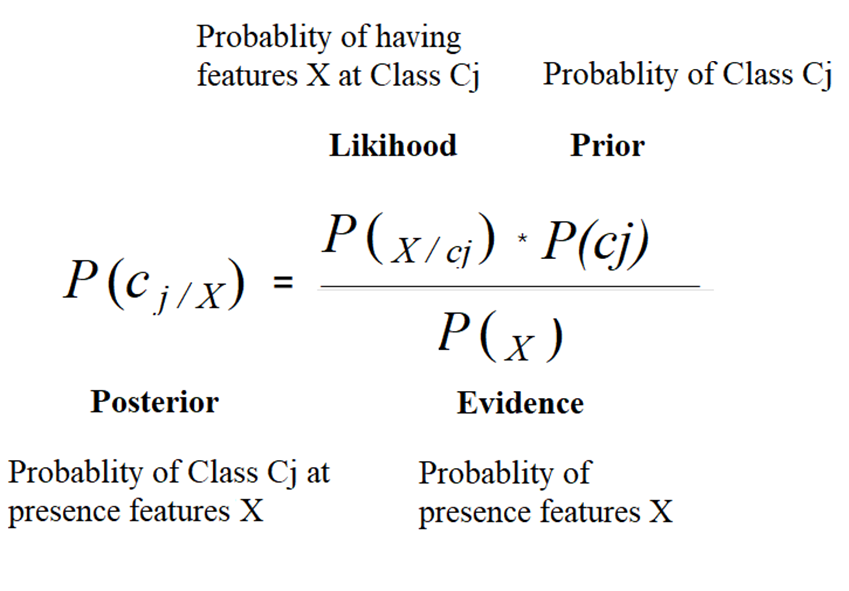 Probablity of having
features X at Class Cj
Probablity of Class Cj
Likihood
Prior
P(X/cj) * P(cj)
P(cj/X) =
P(X)
Posterior
Evidence
Probablity of Class Cj at
presence features X
Probablity of
presence features X